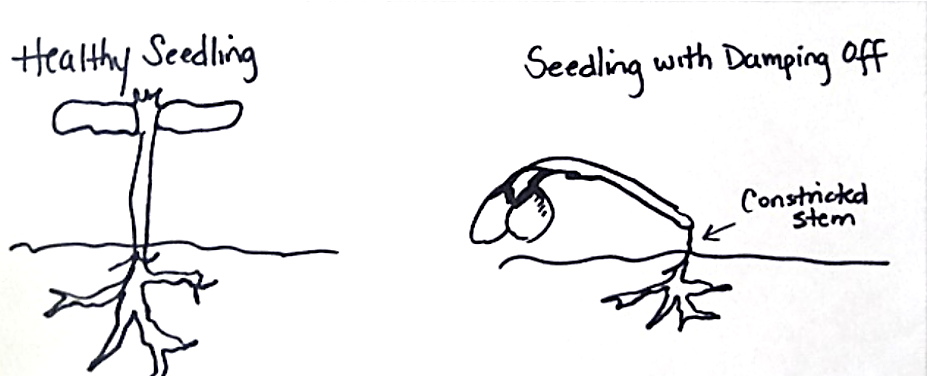 Healthy Seedling
Seedling with Damping Off
Constricted
stem